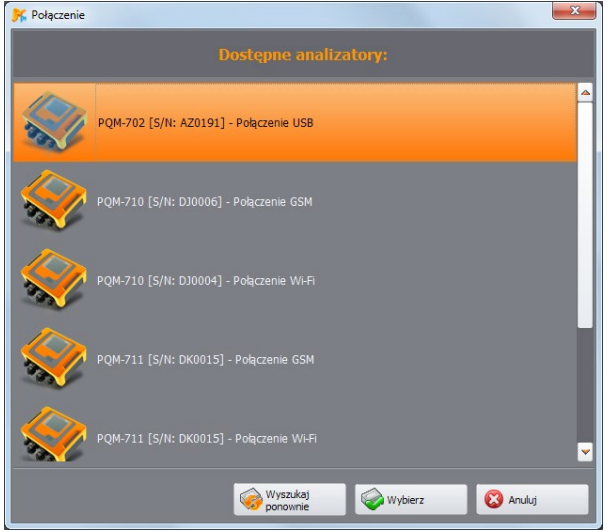 Połączenie
Dostępne analizatory:
PQM-702 [S/N: AZ0191] - Połączenie USB
PQM-710 [S/N: DJ0006] - Połączenie GSM
PQM-710 [S/N: DJ0004] - Połączenie Wi-Fi
PQM-711 [S/N: DK0015] - Połączenie GSM
PQM-711 [S/N: DK0015] - Połączenie Wi-Fi
Wyszukaj
ponownie
Wybierz
Anuluj